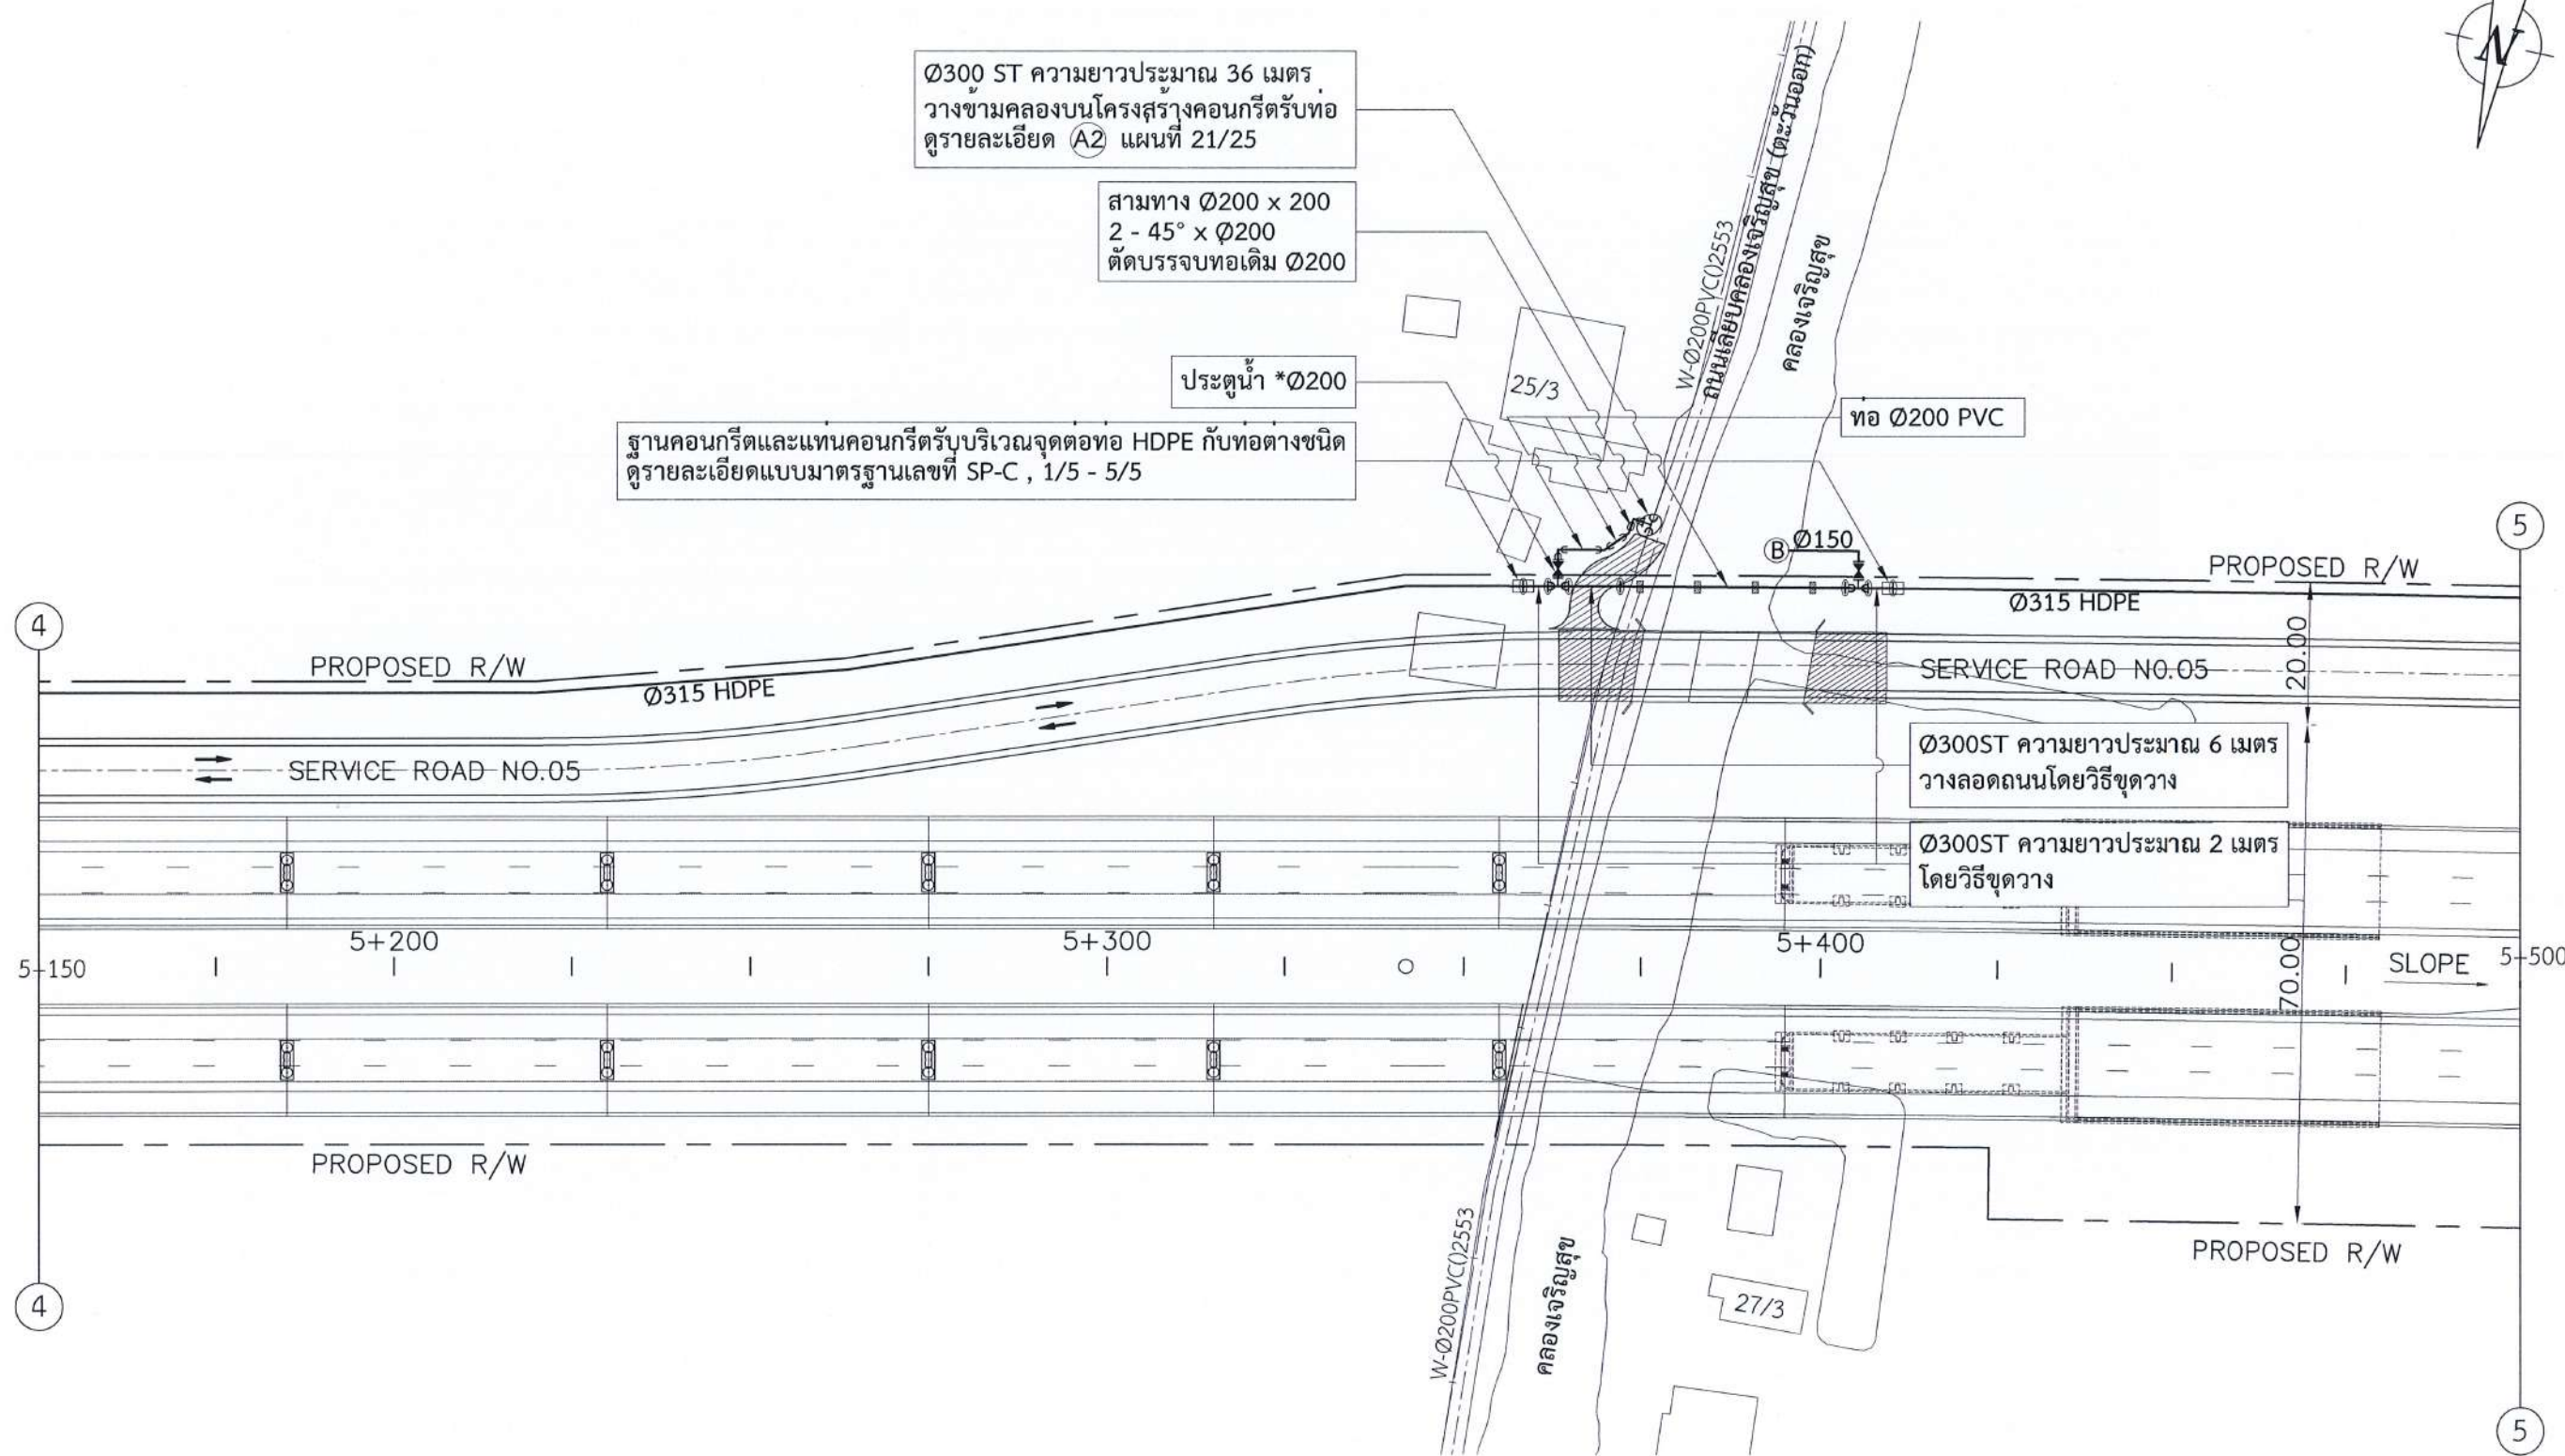 N
Ø300 ST ความยาวประมาณ 36 เมตร
วางข้ามคลองบนโครงสร้างคอนกรีตรับท่อ
ดูรายละเอียด A2 แผ่นที่ 21/25
สามทาง Ø200 x 200
2 - 45° x Ø200
ตัดบรรจบท่อเดิม Ø200
ประตูน้ำ *Ø200
ฐานคอนกรีตและแท่นคอนกรีตรับบริเวณจุดต่อท่อ HDPE กับท่อต่างชนิด
ดูรายละเอียดแบบมาตรฐานเลขที่ SP-C , 1/5 - 5/5
25/3
W-Ø200PVC()2553
ถนนเลียบคลองเจริญสุข (ตะวันออก)
คลองเจริญสุข
ท่อ Ø200 PVC
B Ø150
5
PROPOSED R/W
Ø315 HDPE
4
PROPOSED R/W
Ø315 HDPE
20.00
SERVICE ROAD NO.05
SERVICE ROAD NO.05
Ø300ST ความยาวประมาณ 6 เมตร
วางลอดถนนโดยวิธีขุดวาง
Ø300ST ความยาวประมาณ 2 เมตร
โดยวิธีขุดวาง
5+150
5+200
5+300
5+400
5+500
SLOPE
70.00
PROPOSED R/W
PROPOSED R/W
W-Ø200PVC()2553
คลองเจริญสุข
27/3
4
5